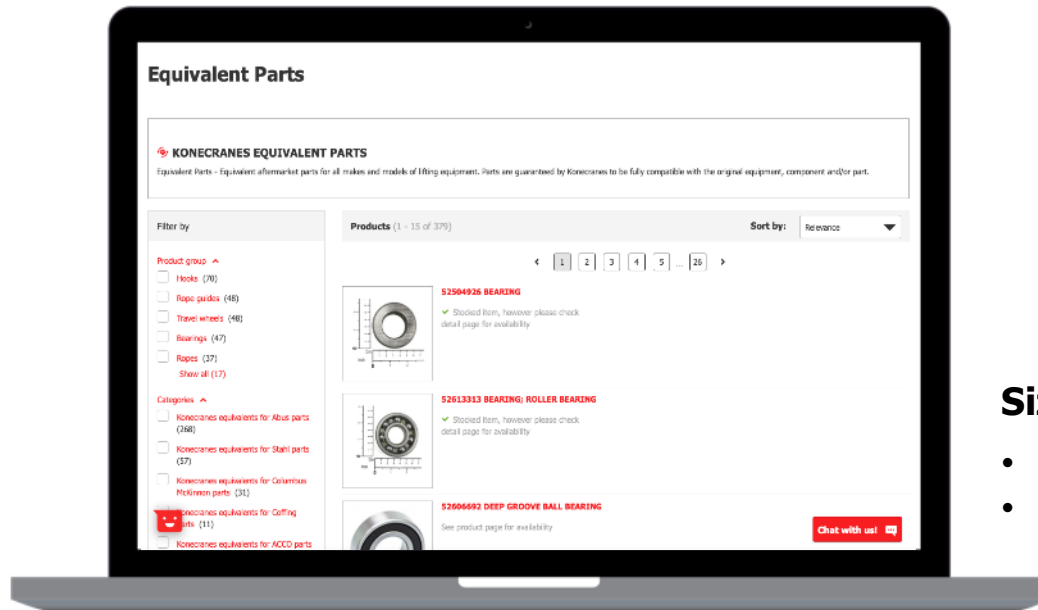 Equivalent Parts
KONECRANES EQUIVALENT PARTS
Equivalent Parts - Equivalent aftermarket parts for all makes and models of lifting equipment. Parts are guaranteed by Konecranes to be fully compatible with the original equipment, component and/or part.
Filter by
Products (1 - 15 of 379)
Sort by:
Relevance
Product group
Hooks (70)
Rope guides (48)
Travel wheels (48)
Bearings (47)
Ropes (37)
Show all (17)
Categories
Konecranes equivalents for Abus parts
(268)
Konecranes equivalents for Stahl parts
(57)
Konecranes equivalents for Columbus
McKinnon parts (31)
Konecranes equivalents for Coffing
(11)
Konecranes equivalents for ACCO parts
< 1 2 3 4 5 ... 26 >
52504926 BEARING
Stocked item, however please check
detail page for availability
52613313 BEARING; ROLLER BEARING
Stocked item, however please check
detail page for availability
52606692 DEEP GROOVE BALL BEARING
See product page for availability
Chat with us!